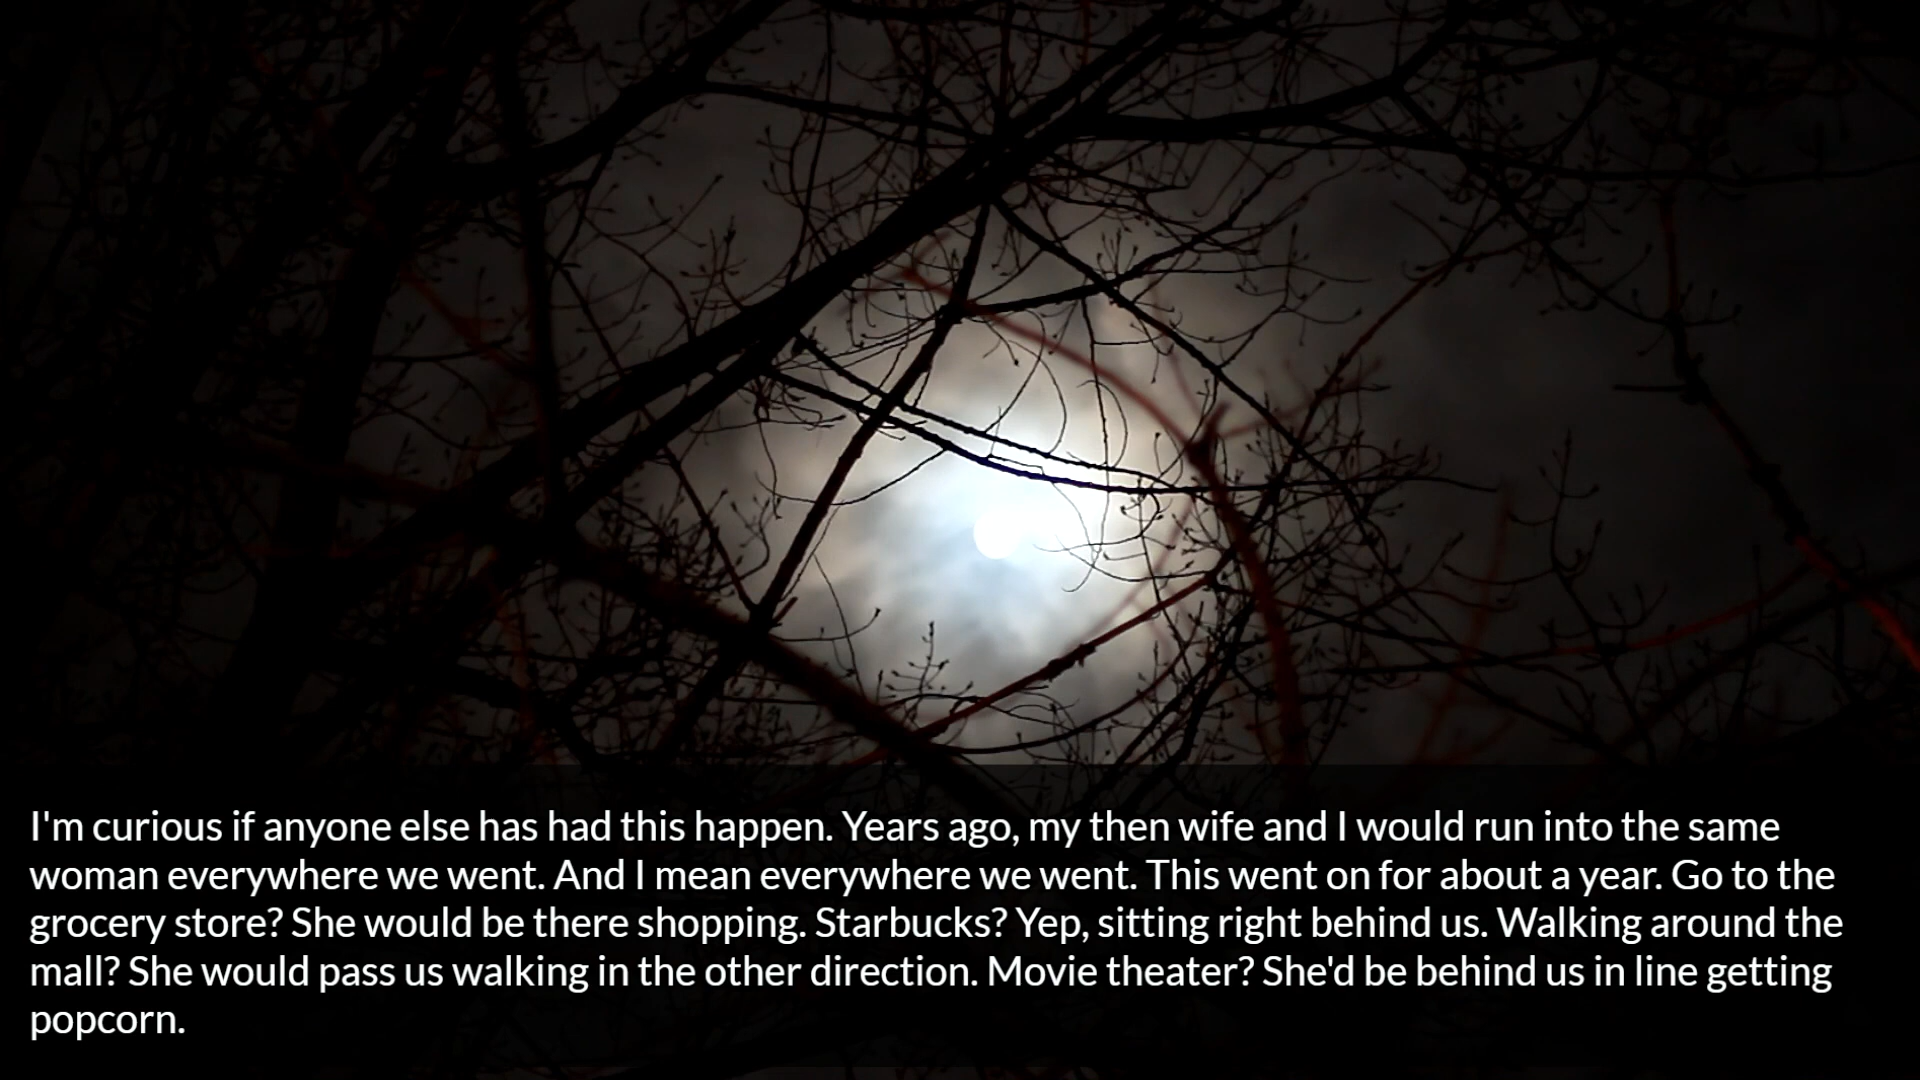 I'm curious if anyone else has had this happen. Years ago, my then wife and I would run into the same
woman everywhere we went. And I mean everywhere we went. This went on for about a year. Go to the
grocery store? She would be there shopping. Starbucks? Yep, sitting right behind us. Walking around the
mall? She would pass us walking in the other direction. Movie theater? She'd be behind us in line getting
popcorn.